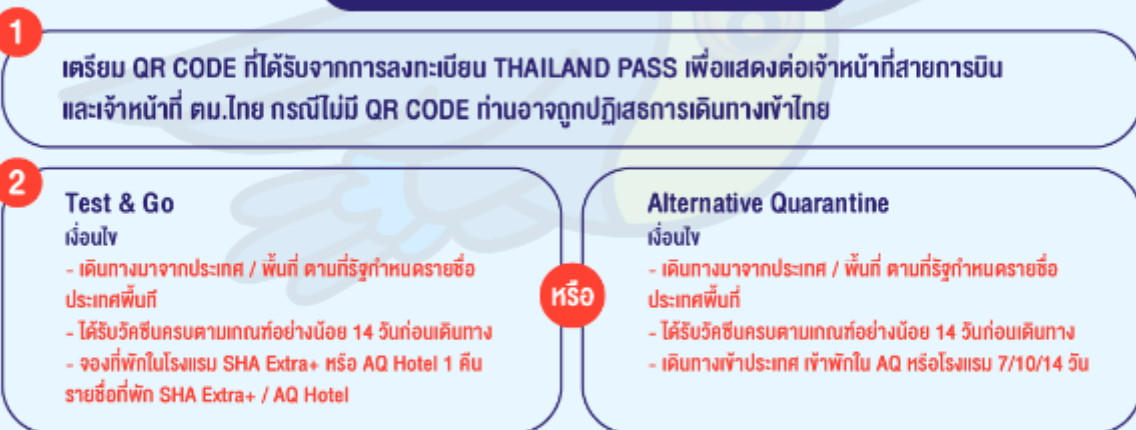 1
เตรียม QR CODE ที่ได้รับจากการลงทะเบียน THAILAND PASS เพื่อแสดงต่อเจ้าหน้าที่สายการบิน
และเจ้าหน้าที่ ตม.ไทย กรณีไม่มี QR CODE ท่านอาจถูกปฏิเสธการเดินทางเข้าไทย
2
Test & Go
เงื่อนไข
- เดินทางมาจากประเทศ / พื้นที่ ตามที่รัฐกำหนดรายชื่อ
ประเทศพื้นที่
- ได้รับวัคซีนครบตามเกณฑ์อย่างน้อย 14 วันก่อนเดินทาง
- จองที่พักในโรงแรม SHA Extra+ หรือ AQ Hotel 1 คืน
รายชื่อที่พัก SHA Extra+ / AQ Hotel
หรือ
Alternative Quarantine
เงื่อนไข
- เดินทางมาจากประเทศ / พื้นที่ ตามที่รัฐกำหนดรายชื่อ
ประเทศพื้นที่
- ได้รับวัคซีนครบตามเกณฑ์อย่างน้อย 14 วันก่อนเดินทาง
- เดินทางเข้าประเทศ เข้าพักใน AQ หรือโรงแรม 7/10/14 วัน